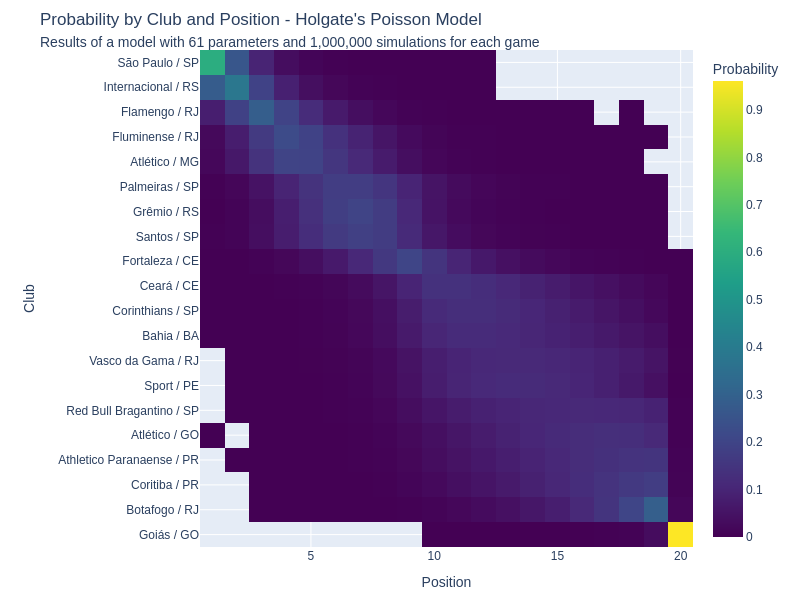 Probability by Club and Position - Holgate's Poisson Model
Results of a model with 61 parameters and 1,000,000 simulations for each game
Probability
Club
São Paulo / SP
Internacional / RS
Flamengo / RJ
Fluminense / RJ
Atlético / MG
Palmeiras / SP
Grêmio / RS
Santos / SP
Fortaleza / CE
Ceará / CE
Corinthians / SP
Bahia / BA
Vasco da Gama / RJ
Sport / PE
Red Bull Bragantino / SP
Atlético / GO
Athletico Paranaense / PR
Coritiba / PR
Botafogo / RJ
Goiás / GO
0.9
0.8
0.7
0.6
0.5
0.4
0.3
0.2
0.1
0
5 10 15 20
Position